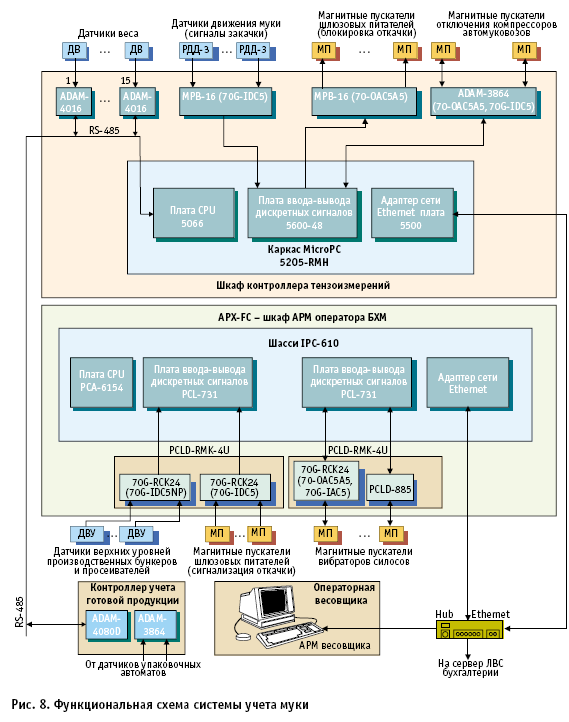 Датчики веса
Датчики движения муки
(сигналы закачки)
Магнитные пускатели
шлюзовых питателей
(блокировка откачки)
Магнитные пускатели
отключения компрессоров
автомуковозов
ДВ ... ДВ
РДД-3 ... РДД-3
МП ... МП
МП МП
1 15
ADAM-
4016
...
ADAM-
4016
MPB-16 (70G-IDC5)
MPB-16 (70-OAC5A5)
ADAM-3864
(70-OAC5A5,70G-IDC5)
RS-485
Плата CPU
5066
Плата ввода-вывода
дискретных сигналов
5600-48
Адаптер сети
Ethernet плата
5500
Каркас MicroPC
5205-RMH
Шкаф контроллера тензоизмерений
APX-FC – шкаф АРМ оператора БХМ
Шасси IPC-610
Плата CPU
PCA-6154
Плата ввода-вывода
дискретных сигналов
PCL-731
Плата ввода-вывода
дискретных сигналов
PCL-731
Адаптер сети
Ethernet
PCLD-RMK-4U
PCLD-RMK-4U
70G-RCK24
(70G-IDC5NP)
70G-RCK24
(70G-IDC5)
70G-RCK24
(70-OAC5A5,
70G-IAC5)
PCLD-885
ДВУ ... ДВУ
МП ... МП
МП ... МП
Датчики верхних уровней
производственных бункеров
и просеивателей
Магнитные пускатели
шлюзовых питателей
(сигнализация откачки)
Магнитные пускатели
вибраторов силосов
RS-485
Контроллер учета
готовой продукции
ADAM-
4080D
ADAM-
3864
От датчиков упаковочных
автоматов
Операторная
весовщика
АРМ весовщика
Hub Ethernet
На сервер ЛВС
бухгалтерии
Рис. 8. Функциональная схема системы учета муки